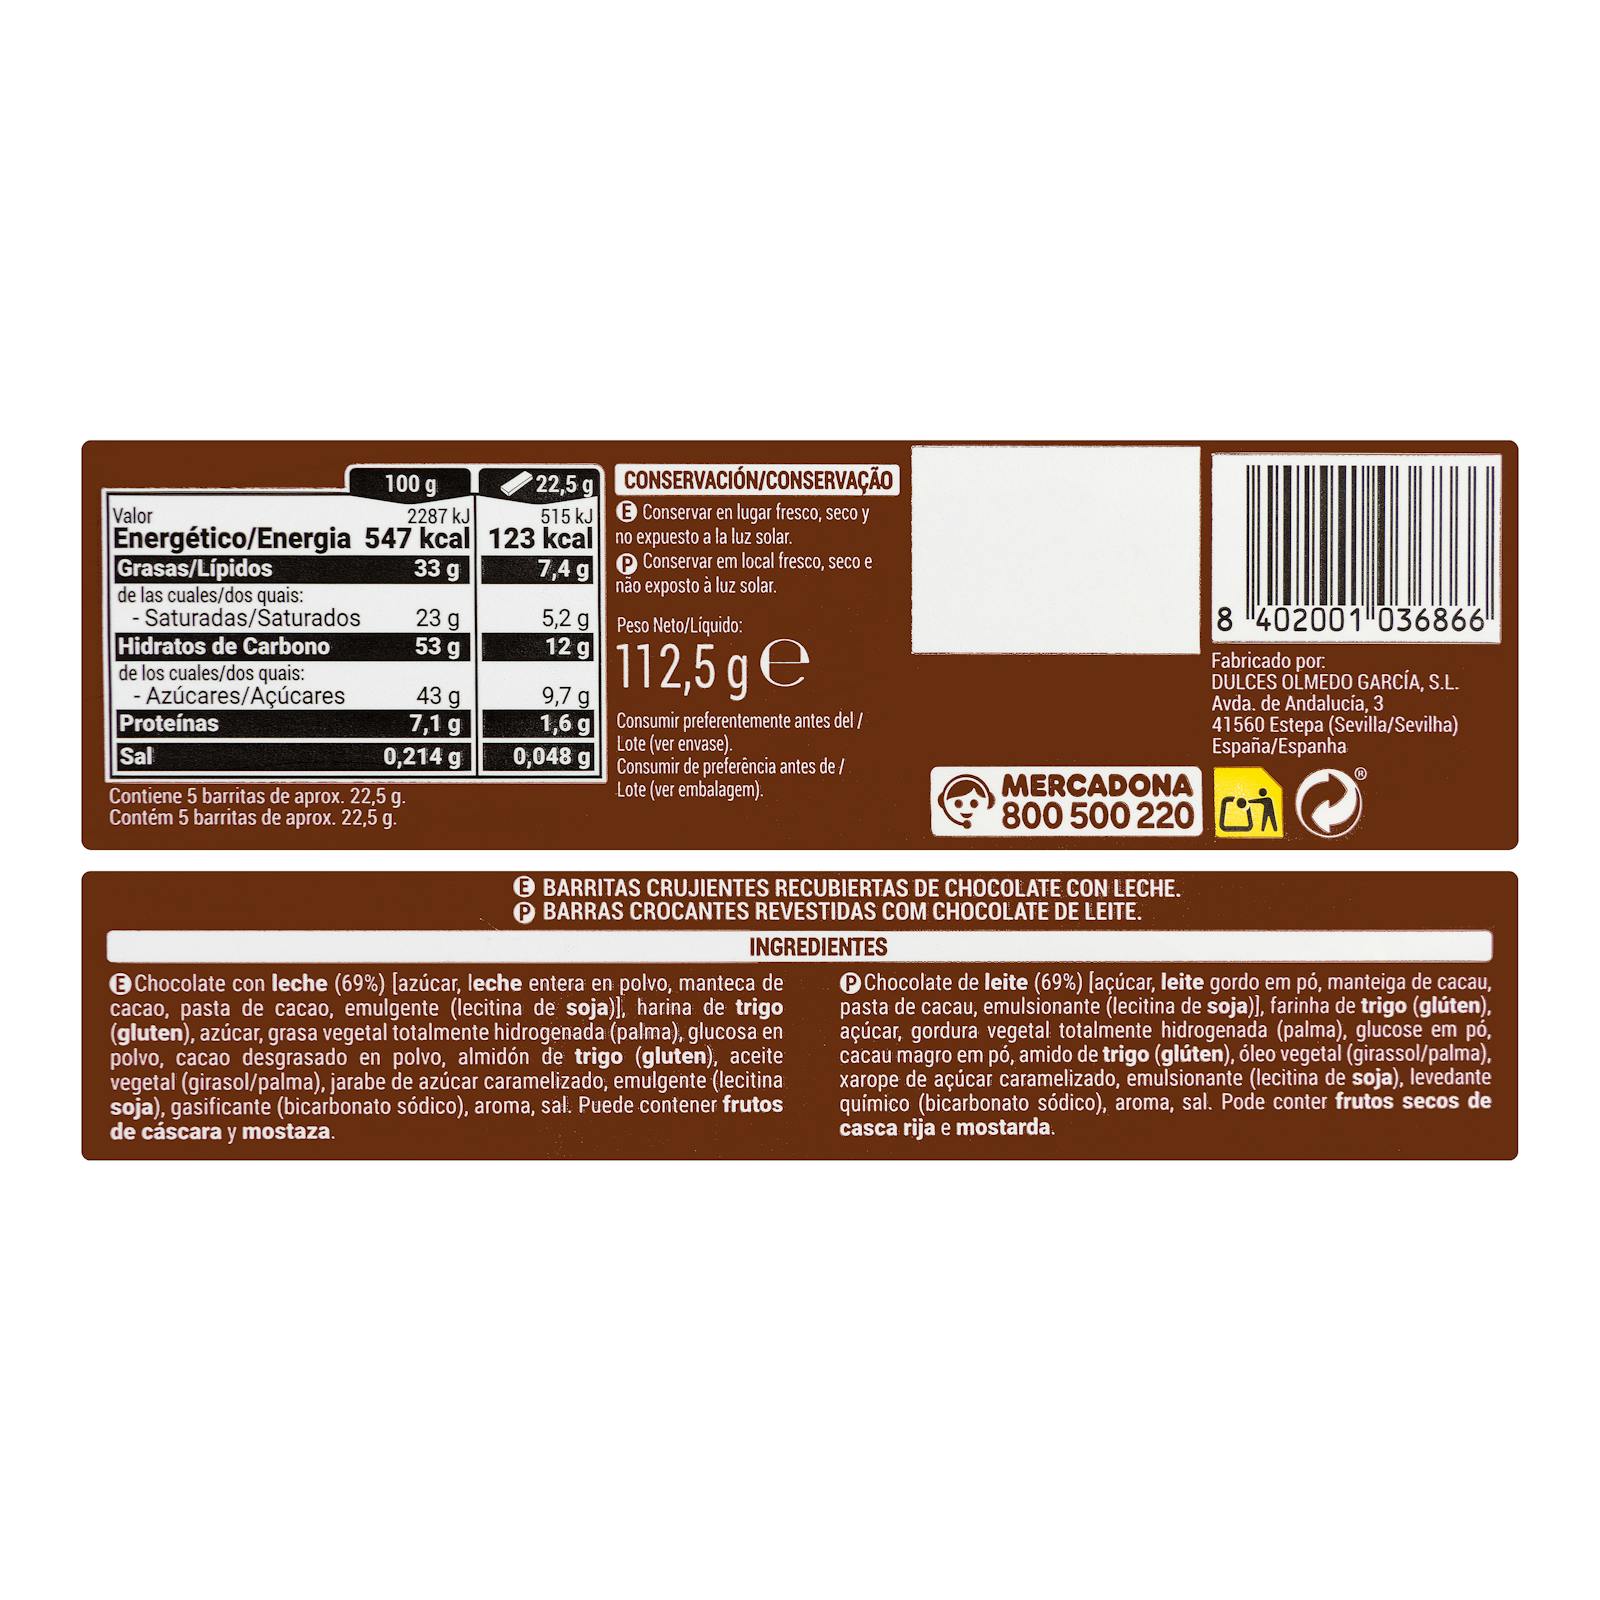 100 g 22,5 g
Valor 2287 kJ 515 kJ
Energético/Energia 547 kcal 123 kcal
Grasas/Lípidos 33 g 7,4 g
de las cuales/dos quais:
- Saturadas/Saturados 23 g 5,2 g
Hidratos de Carbono 53 g 12 g
de los cuales/dos quais:
- Azúcares/Açúcares 43 g 9,7 g
Proteínas 7,1 g 1,6 g
Sal 0,214 g 0,048 g
Contiene 5 barritas de aprox. 22,5 g.
Contém 5 barritas de aprox. 22,5 g.
CONSERVACIÓN/CONSERVAÇÃO
E Conservar en lugar fresco, seco y
no expuesto a la luz solar.
P Conservar em local fresco, seco e
não exposto à luz solar.
Peso Neto/Líquido:
112,5 g e
Consumir preferentemente antes del /
Lote (ver envase).
Consumir de preferência antes de /
Lote (ver embalagem).
8 402001 036866
Fabricado por:
DULCES OLMEDO GARCÍA, S.L.
Avda. de Andalucía, 3
41560 Estepa (Sevilla/Sevilha)
España/Espanha
MERCADONA
800 500 220
®
E BARRITAS CRUJIENTES RECUBIERTAS DE CHOCOLATE CON LECHE.
P BARRAS CROCANTES REVESTIDAS COM CHOCOLATE DE LEITE.
INGREDIENTES
E Chocolate con leche (69%) [azúcar, leche entera en polvo, manteca de
cacao, pasta de cacao, emulgente (lecitina de soja)], harina de trigo
(gluten), azúcar, grasa vegetal totalmente hidrogenada (palma), glucosa en
polvo, cacao desgrasado en polvo, almidón de trigo (gluten), aceite
vegetal (girasol/palma), jarabe de azúcar caramelizado, emulgente (lecitina
soja), gasificante (bicarbonato sódico), aroma, sal. Puede contener frutos
de cáscara y mostaza.
P Chocolate de leite (69%) [açúcar, leite gordo em pó, manteiga de cacau,
pasta de cacau, emulsionante (lecitina de soja)], farinha de trigo (glúten),
açúcar, gordura vegetal totalmente hidrogenada (palma), glucose em pó,
cacau magro em pó, amido de trigo (glúten), óleo vegetal (girassol/palma),
xarope de açúcar caramelizado, emulsionante (lecitina de soja), levedante
químico (bicarbonato sódico), aroma, sal. Pode conter frutos secos de
casca rija e mostarda.